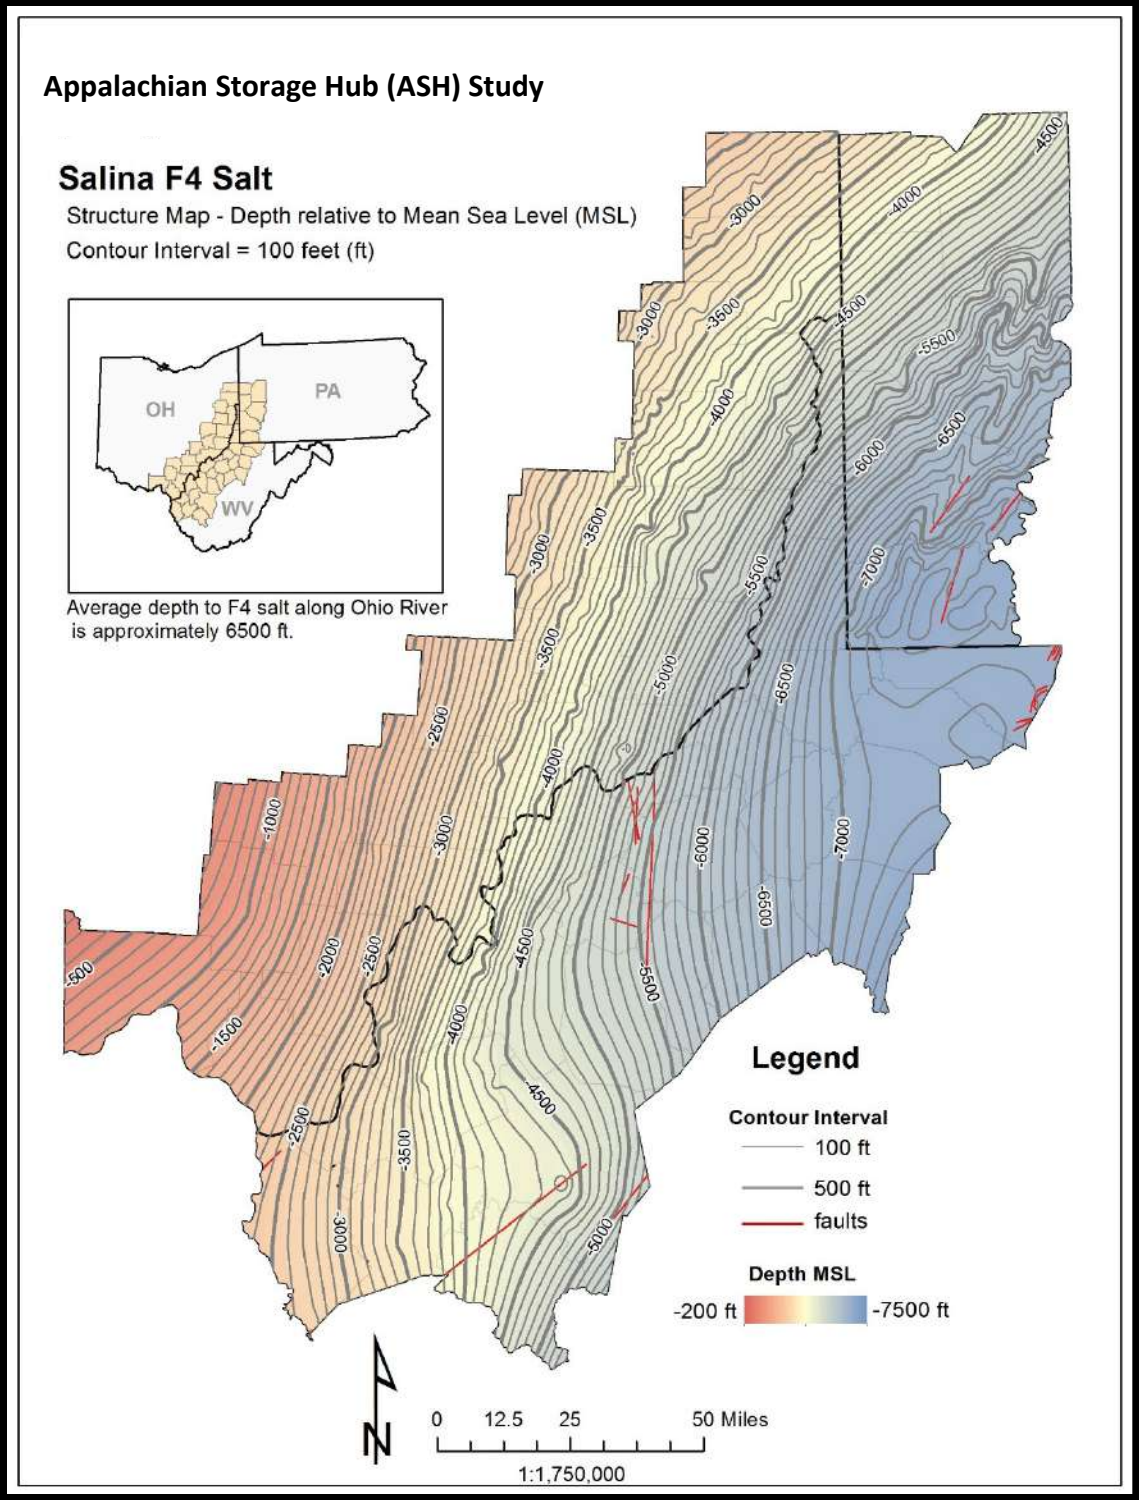 Appalachian Storage Hub (ASH) Study
Salina F4 Salt
Structure Map - Depth relative to Mean Sea Level (MSL)
Contour Interval = 100 feet (ft)
OH
PA
WV
Average depth to F4 salt along Ohio River
is approximately 6500 ft.
-4500
-4000
-3000
-3000
-3500
-4500
-5500
-4000
-6500
-6000
-3500
-3000
-5500
-7000
-3500
-5000
-6500
-2500
-4000
-1000
-3000
-6000
-7000
-6500
-4500
-2000
-2500
-500
-5500
-4000
-1500
-4500
-2500
-3500
-3000
-5000
Legend
Contour Interval
100 ft
500 ft
faults
Depth MSL
-200 ft
-7500 ft
N
0
12.5
25
50 Miles
1:1,750,000